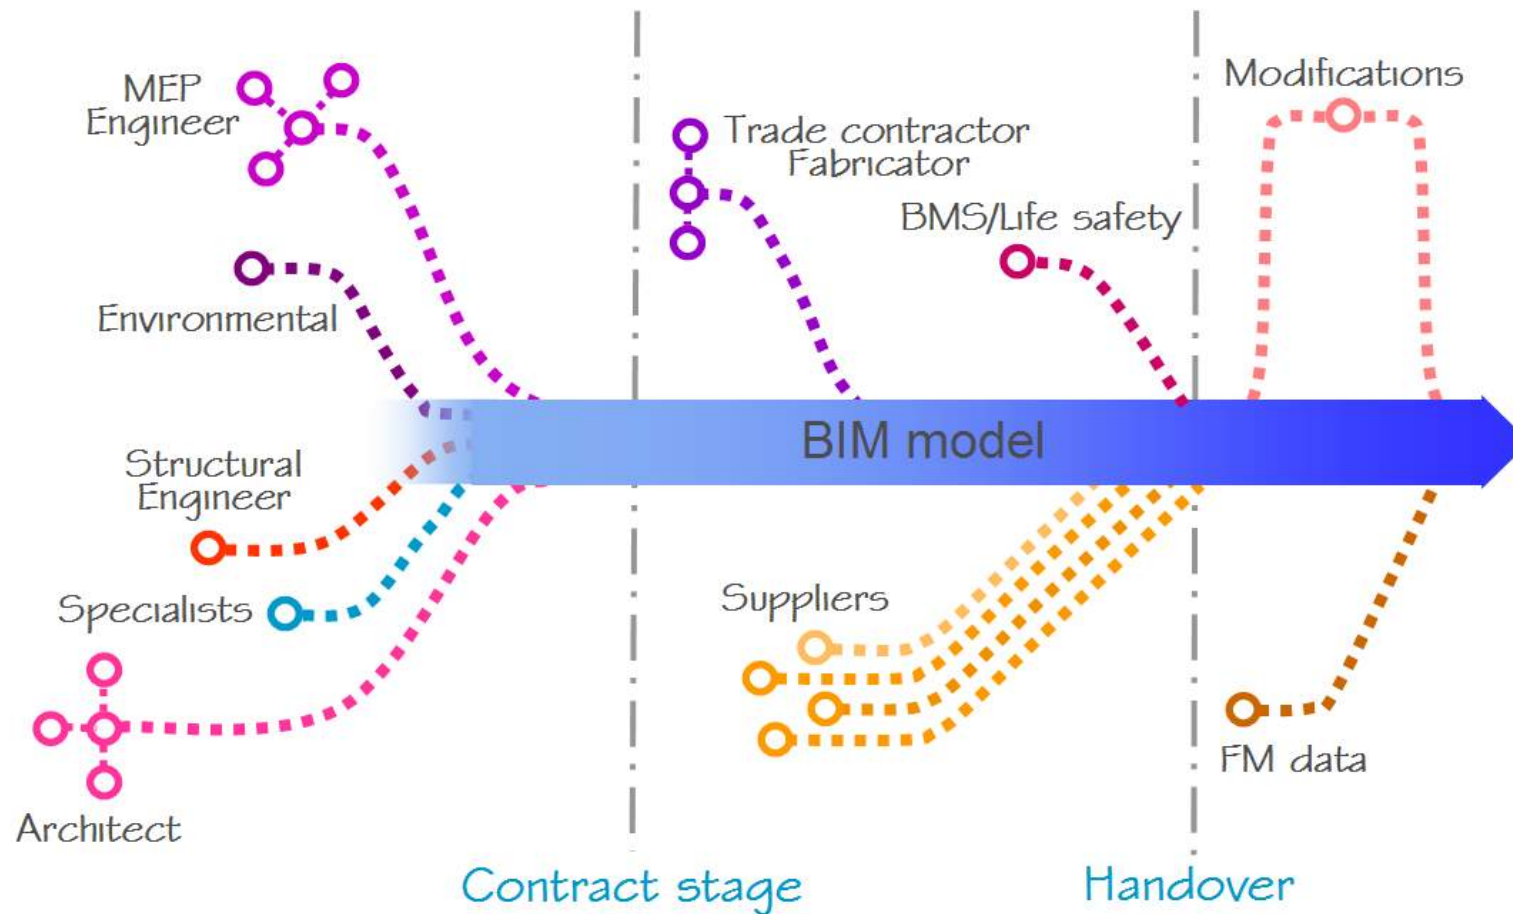 MEP
Engineer
Environmental
Structural
Engineer
Specialists
Architect
Trade contractor
Fabricator
BMS/Life safety
Modifications
BIM model
Suppliers
FM data
Contract stage
Handover